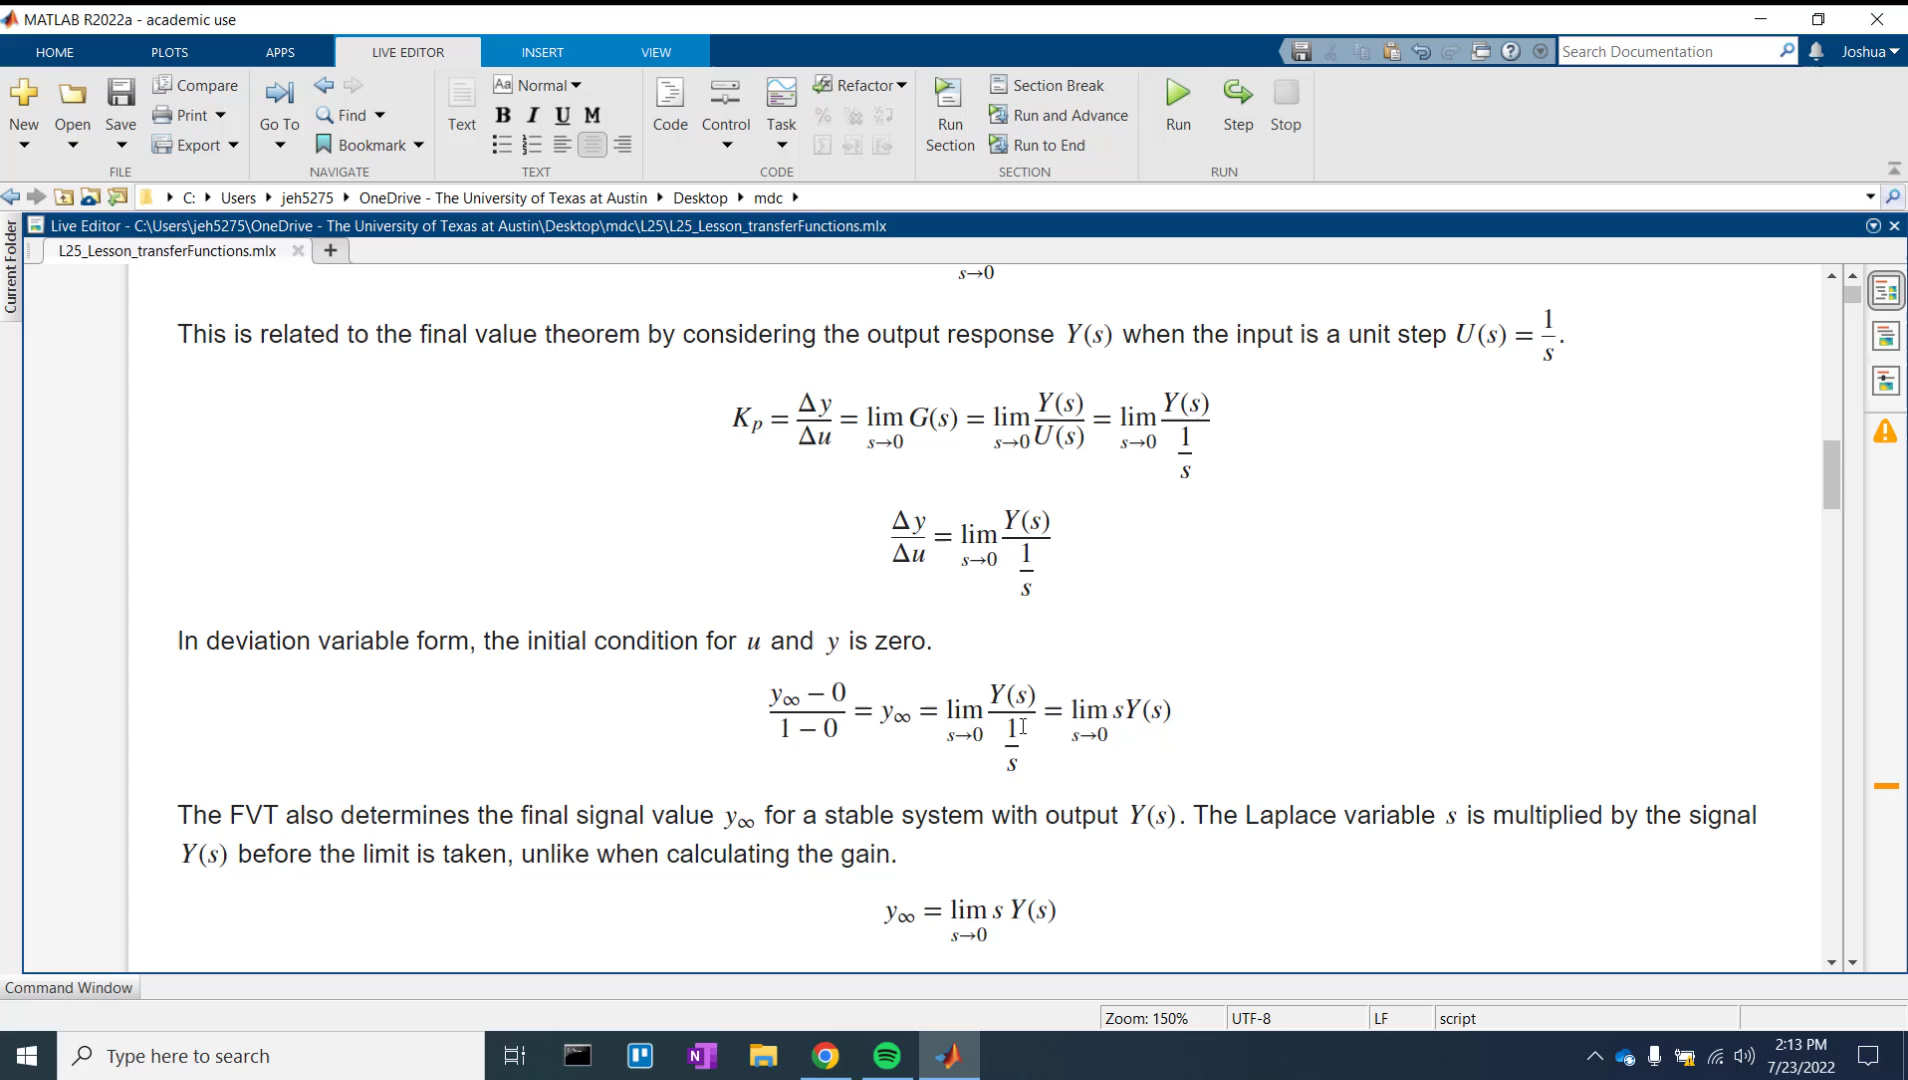 MATLAB R2022a - academic use
HOME PLOTS APPS LIVE EDITOR INSERT VIEW Search Documentation Joshua
New Open Save Compare Print Export Go To Find Bookmark Text Aa Normal B I U M Code Control Task Refactor Run Section Section Break Run and Advance Run to End Run Step Stop
FILE NAVIGATE TEXT CODE SECTION RUN
C: Users jeh5275 OneDrive - The University of Texas at Austin Desktop mdc
Current Folder
Live Editor - C:\Users\jeh5275\OneDrive - The University of Texas at Austin\Desktop\mdc\L25\L25_Lesson_transferFunctions.mlx
L25_Lesson_transferFunctions.mlx
s→0
This is related to the final value theorem by considering the output response Y(s) when the input is a unit step U(s) = 1/s.
K_p = Δy/Δu = lim_{s→0} G(s) = lim_{s→0} Y(s)/U(s) = lim_{s→0} Y(s)/(1/s)
Δy/Δu = lim_{s→0} Y(s)/(1/s)
In deviation variable form, the initial condition for u and y is zero.
(y_∞ − 0)/(1 − 0) = y_∞ = lim_{s→0} Y(s)/(1/s) = lim_{s→0} sY(s)
The FVT also determines the final signal value y_∞ for a stable system with output Y(s). The Laplace variable s is multiplied by the signal
Y(s) before the limit is taken, unlike when calculating the gain.
y_∞ = lim_{s→0} s Y(s)
Command Window
Zoom: 150% UTF-8 LF script
Type here to search
2:13 PM
7/23/2022